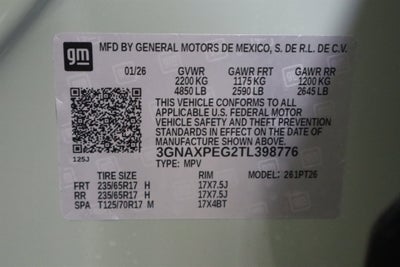 gm MFD BY GENERAL MOTORS DE MEXICO, S. DE R.L. DE C.V.
01/26 GVWR GAWR FRT GAWR RR
2200 KG 1175 KG 1200 KG
4850 LB 2590 LB 2645 LB
THIS VEHICLE CONFORMS TO ALL
APPLICABLE U.S. FEDERAL MOTOR
VEHICLE SAFETY AND THEFT PREVENTION
STANDARDS IN EFFECT ON THE DATE OF
MANUFACTURE SHOWN ABOVE.
125J 3GNAXPEG2TL398776
TYPE: MPV MODEL: 261PT26
TIRE SIZE RIM
FRT 235/65R17 H 17X7.5J
RR 235/65R17 H 17X7.5J
SPA T125/70R17 M 17X4BT